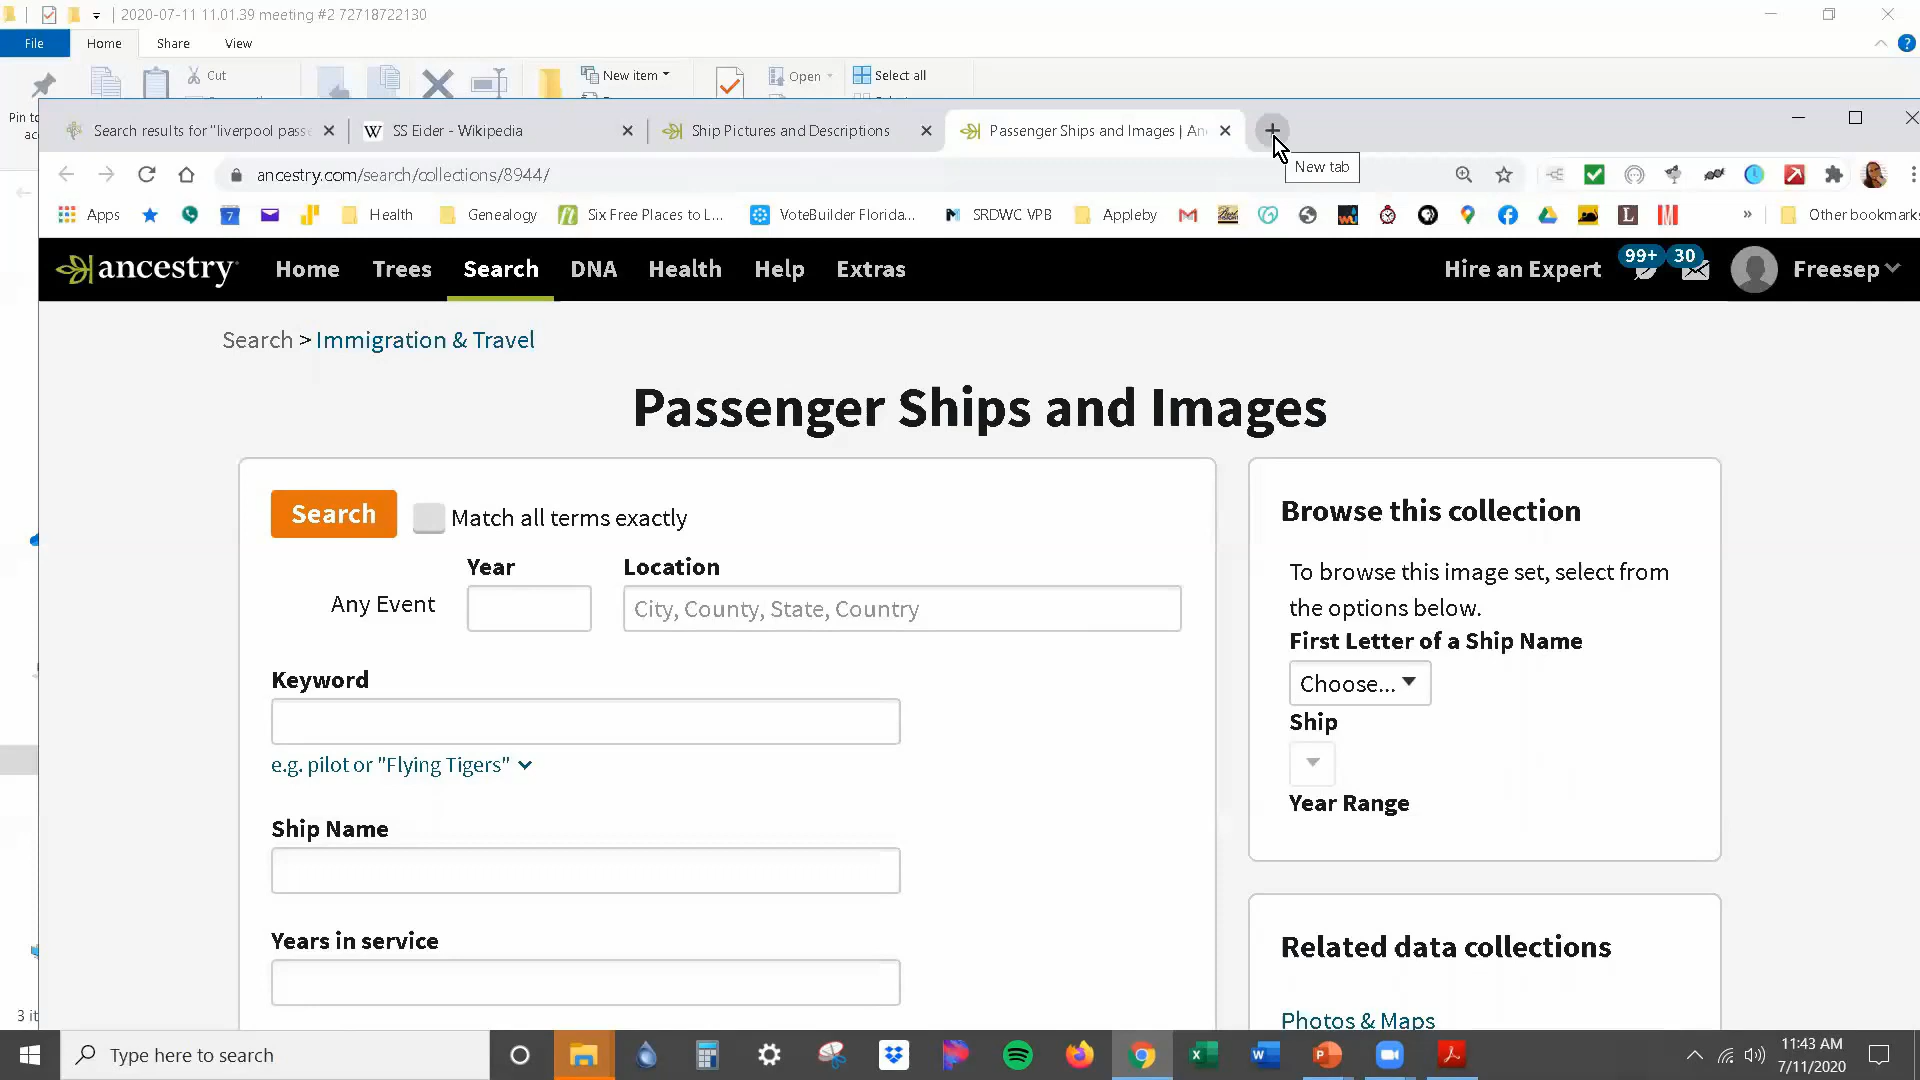 2020-07-11 11.01.39 meeting #2 72718722130
File Home Share View
Cut New item Open Select all
Pin to
ac
Search results for "liverpool pass SS Eider - Wikipedia Ship Pictures and Descriptions Passenger Ships and Images | An
New tab
ancestry.com/search/collections/8944/
Apps Health Genealogy Six Free Places to L... VoteBuilder Florida... SRDWC VPB Appleby » Other bookmarks
ancestry Home Trees Search DNA Health Help Extras Hire an Expert 99+ 30 Freesep
Search > Immigration & Travel
Passenger Ships and Images
Search Match all terms exactly
Year Location
Any Event City, County, State, Country
Keyword
e.g. pilot or "Flying Tigers"
Ship Name
Years in service
Browse this collection
To browse this image set, select from
the options below.
First Letter of a Ship Name
Choose...
Ship
Year Range
Related data collections
Photos & Maps
3 it
Type here to search
11:43 AM
7/11/2020